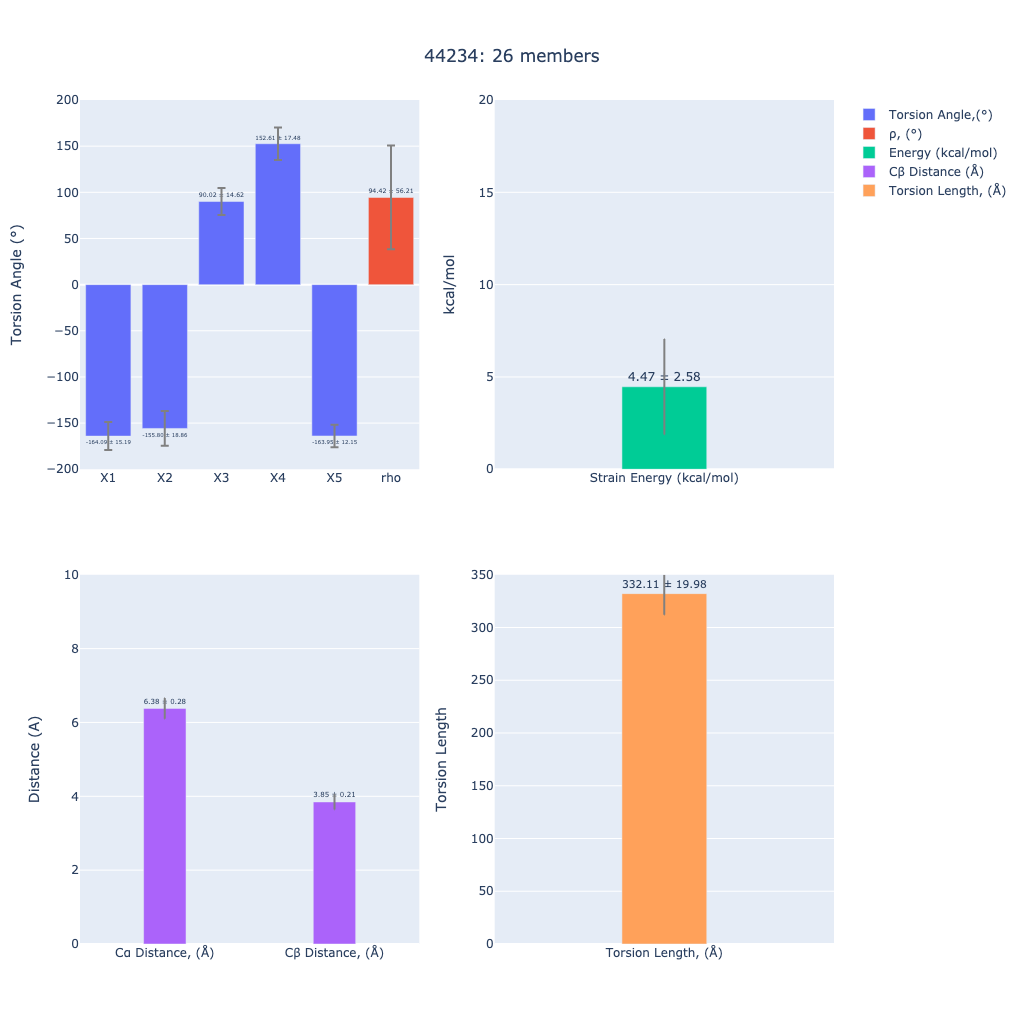 44234: 26 members
Torsion Angle (°)
200
150
100
50
0
−50
−100
−150
−200
-164.09 ± 15.19
-155.80 ± 18.86
90.02 ± 14.62
152.61 ± 17.48
-163.95 ± 12.15
94.42 ± 56.21
X1
X2
X3
X4
X5
rho
kcal/mol
20
15
10
5
0
4.47 ± 2.58
Strain Energy (kcal/mol)
Torsion Angle,(°)
ρ, (°)
Energy (kcal/mol)
Cβ Distance (Å)
Torsion Length, (Å)
Distance (A)
10
8
6
4
2
0
6.38 ± 0.28
3.85 ± 0.21
Cα Distance, (Å)
Cβ Distance, (Å)
Torsion Length
350
300
250
200
150
100
50
0
332.11 ± 19.98
Torsion Length, (Å)